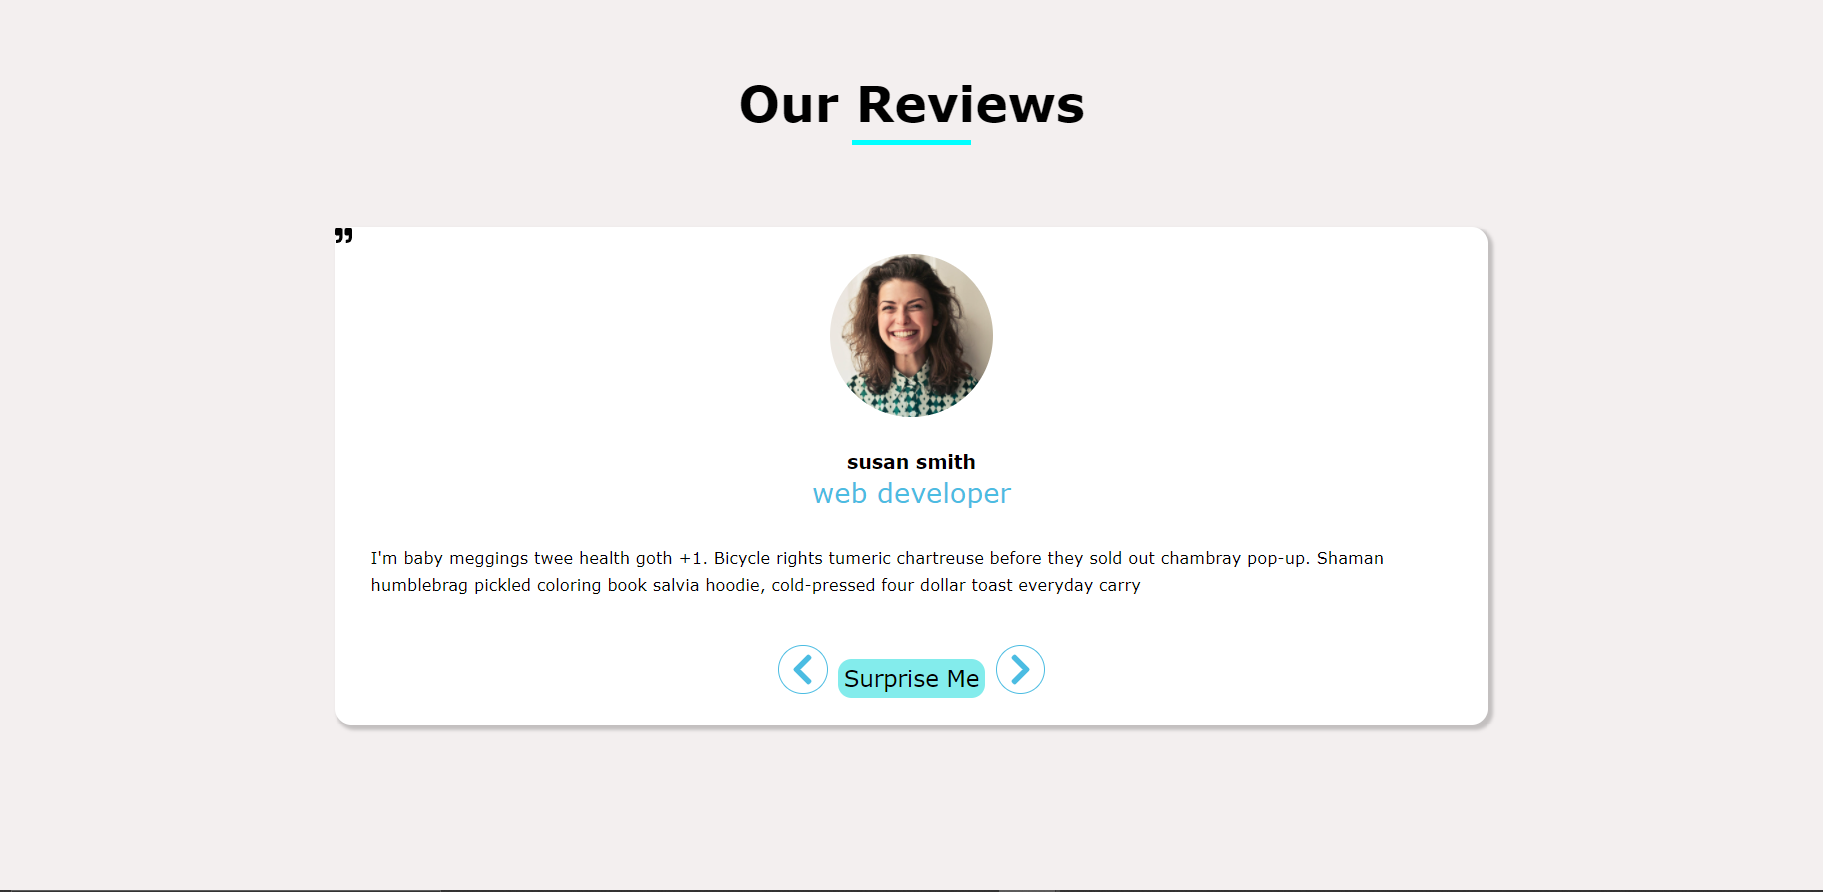 Our Reviews
”
susan smith
web developer
I'm baby meggings twee health goth +1. Bicycle rights tumeric chartreuse before they sold out chambray pop-up. Shaman
humblebrag pickled coloring book salvia hoodie, cold-pressed four dollar toast everyday carry
Surprise Me